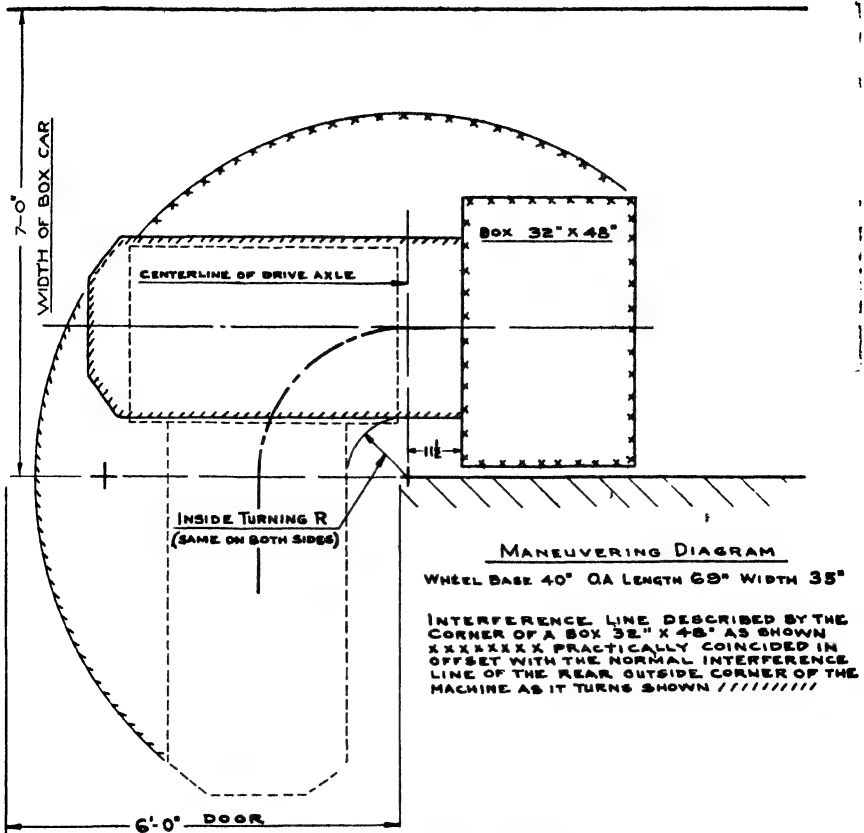 7-0"
WIDTH OF BOX CAR
BOX 32" X 48"
CENTERLINE OF DRIVE AXLE
11½
INSIDE TURNING R
(SAME ON BOTH SIDES)
MANEUVERING DIAGRAM
WHEEL BASE 40" OA LENGTH 69" WIDTH 35"
INTERFERENCE LINE DESCRIBED BY THE
CORNER OF A BOX 32" X 48" AS SHOWN
XXXXXXXX PRACTICALLY COINCIDED IN
OFFSET WITH THE NORMAL INTERFERENCE
LINE OF THE REAR OUTSIDE CORNER OF THE
MACHINE AS IT TURNS SHOWN //////////
6'-0" DOOR